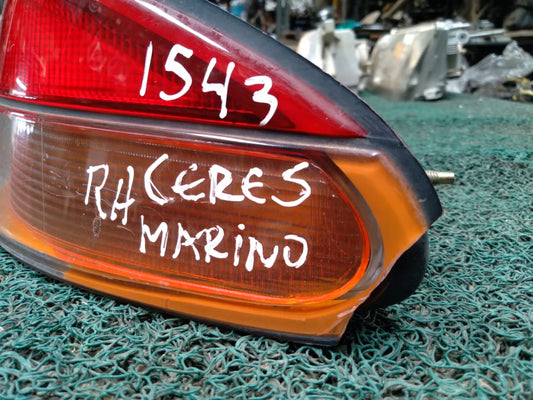 1543
RH CERES
MARINO